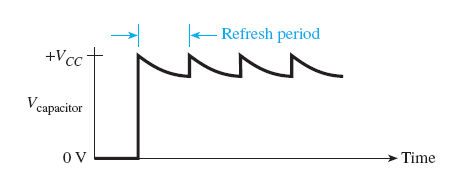 Refresh period
+VCC
Vcapacitor
0 V
Time